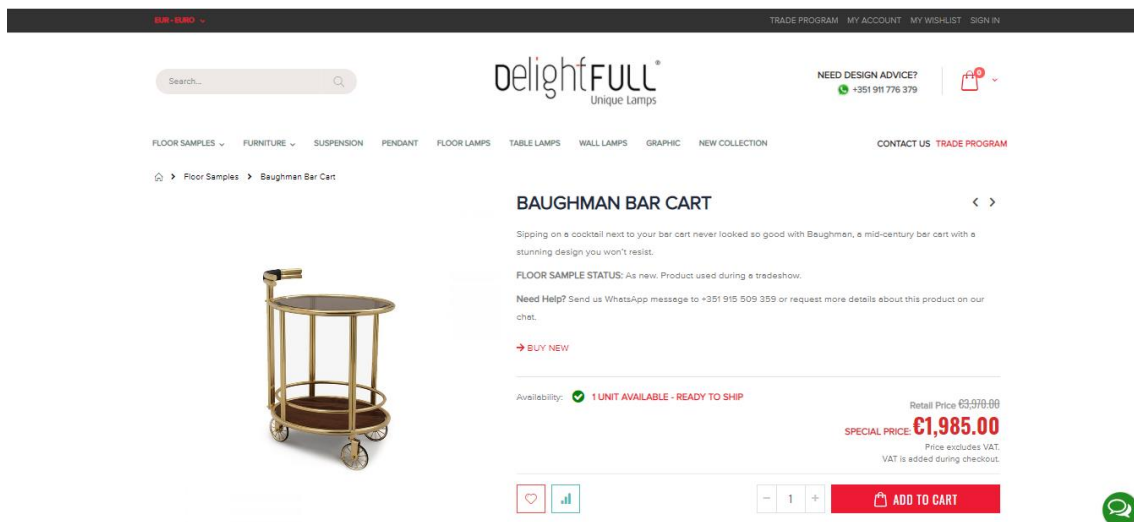 EUR - EURO
TRADE PROGRAM MY ACCOUNT MY WISHLIST SIGN IN
Search...
DelightFULL®
Unique Lamps
NEED DESIGN ADVICE?
+351 911 776 379
0
FLOOR SAMPLES FURNITURE SUSPENSION PENDANT FLOOR LAMPS TABLE LAMPS WALL LAMPS GRAPHIC NEW COLLECTION CONTACT US TRADE PROGRAM
Floor Samples Baughman Bar Cart
BAUGHMAN BAR CART
Sipping on a cocktail next to your bar cart never looked so good with Baughman, a mid-century bar cart with a
stunning design you won't resist.
FLOOR SAMPLE STATUS: As new. Product used during a tradeshow.
Need Help? Send us WhatsApp message to +351 915 509 359 or request more details about this product on our
chat.
BUY NEW
Availability: 1 UNIT AVAILABLE - READY TO SHIP
Retail Price €3,970.00
SPECIAL PRICE: €1,985.00
Price excludes VAT.
VAT is added during checkout.
- 1 + ADD TO CART